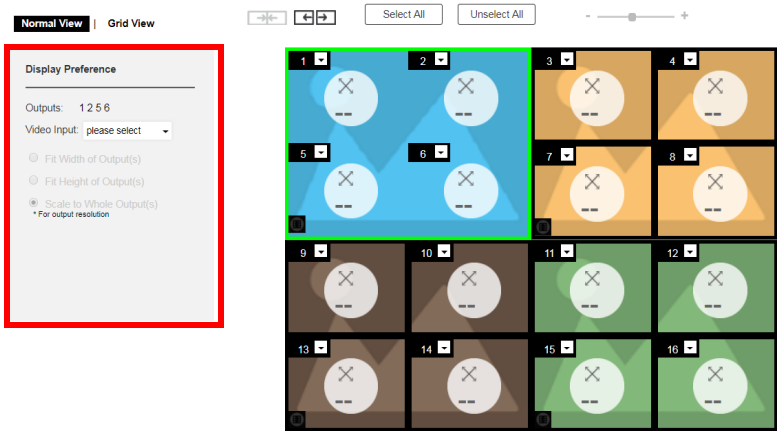 Normal View | Grid View
Select All
Unselect All
- +
Display Preference
Outputs: 1 2 5 6
Video Input: please select
Fit Width of Output(s)
Fit Height of Output(s)
Scale to Whole Output(s)
* For output resolution
1 2 3 4
-- -- -- --
5 6 7 8
-- -- -- --
9 10 11 12
-- -- -- --
13 14 15 16
-- -- -- --